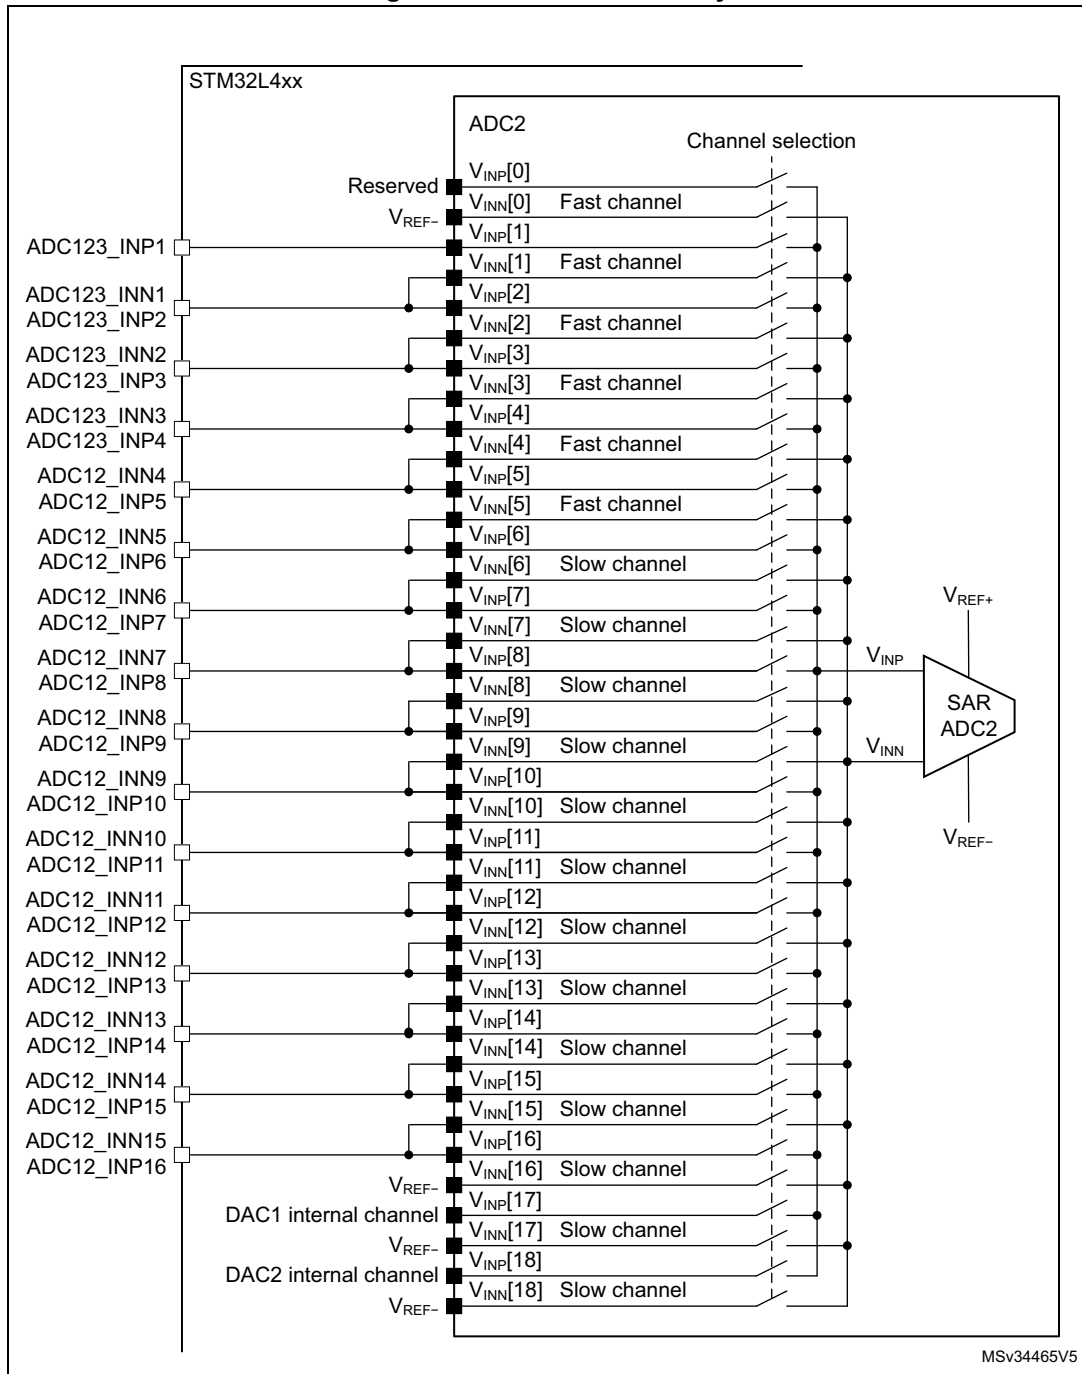 STM32L4xx
ADC2
Channel selection
VINP[0]
Reserved
VINN[0] Fast channel
VREF–
VINP[1]
ADC123_INP1
VINN[1] Fast channel
ADC123_INN1
VINP[2]
ADC123_INP2
VINN[2] Fast channel
ADC123_INN2
VINP[3]
ADC123_INP3
VINN[3] Fast channel
ADC123_INN3
VINP[4]
ADC123_INP4
VINN[4] Fast channel
ADC12_INN4
VINP[5]
ADC12_INP5
VINN[5] Fast channel
ADC12_INN5
VINP[6]
ADC12_INP6
VINN[6] Slow channel
ADC12_INN6
VINP[7]
ADC12_INP7
VINN[7] Slow channel
ADC12_INN7
VINP[8]
ADC12_INP8
VINN[8] Slow channel
ADC12_INN8
VINP[9]
ADC12_INP9
VINN[9] Slow channel
ADC12_INN9
VINP[10]
ADC12_INP10
VINN[10] Slow channel
ADC12_INN10
VINP[11]
ADC12_INP11
VINN[11] Slow channel
ADC12_INN11
VINP[12]
ADC12_INP12
VINN[12] Slow channel
ADC12_INN12
VINP[13]
ADC12_INP13
VINN[13] Slow channel
ADC12_INN13
VINP[14]
ADC12_INP14
VINN[14] Slow channel
ADC12_INN14
VINP[15]
ADC12_INP15
VINN[15] Slow channel
ADC12_INN15
VINP[16]
ADC12_INP16
VINN[16] Slow channel
VREF–
VINP[17]
DAC1 internal channel
VINN[17] Slow channel
VREF–
VINP[18]
DAC2 internal channel
VINN[18] Slow channel
VREF–
VREF+
VINP
SAR
ADC2
VINN
VREF–
MSv34465V5